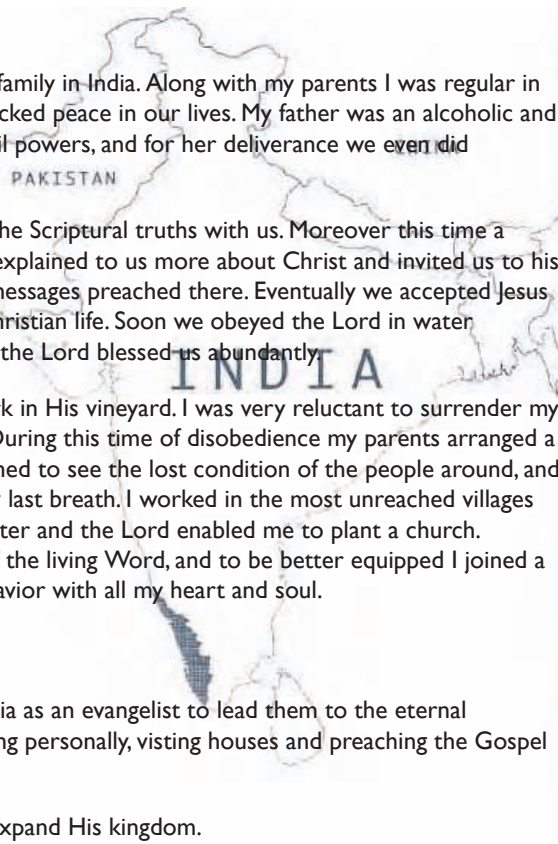 family in India. Along with my parents I was regular in
cked peace in our lives. My father was an alcoholic and
il powers, and for her deliverance we even did
PAKISTAN
he Scriptural truths with us. Moreover this time a
explained to us more about Christ and invited us to his
messages preached there. Eventually we accepted Jesus
hristian life. Soon we obeyed the Lord in water
the Lord blessed us abundantly.
INDIA
rk in His vineyard. I was very reluctant to surrender my
During this time of disobedience my parents arranged a
ned to see the lost condition of the people around, and
last breath. I worked in the most unreached villages
ter and the Lord enabled me to plant a church.
the living Word, and to be better equipped I joined a
avior with all my heart and soul.
ia as an evangelist to lead them to the eternal
ng personally, visting houses and preaching the Gospel
xpand His kingdom.